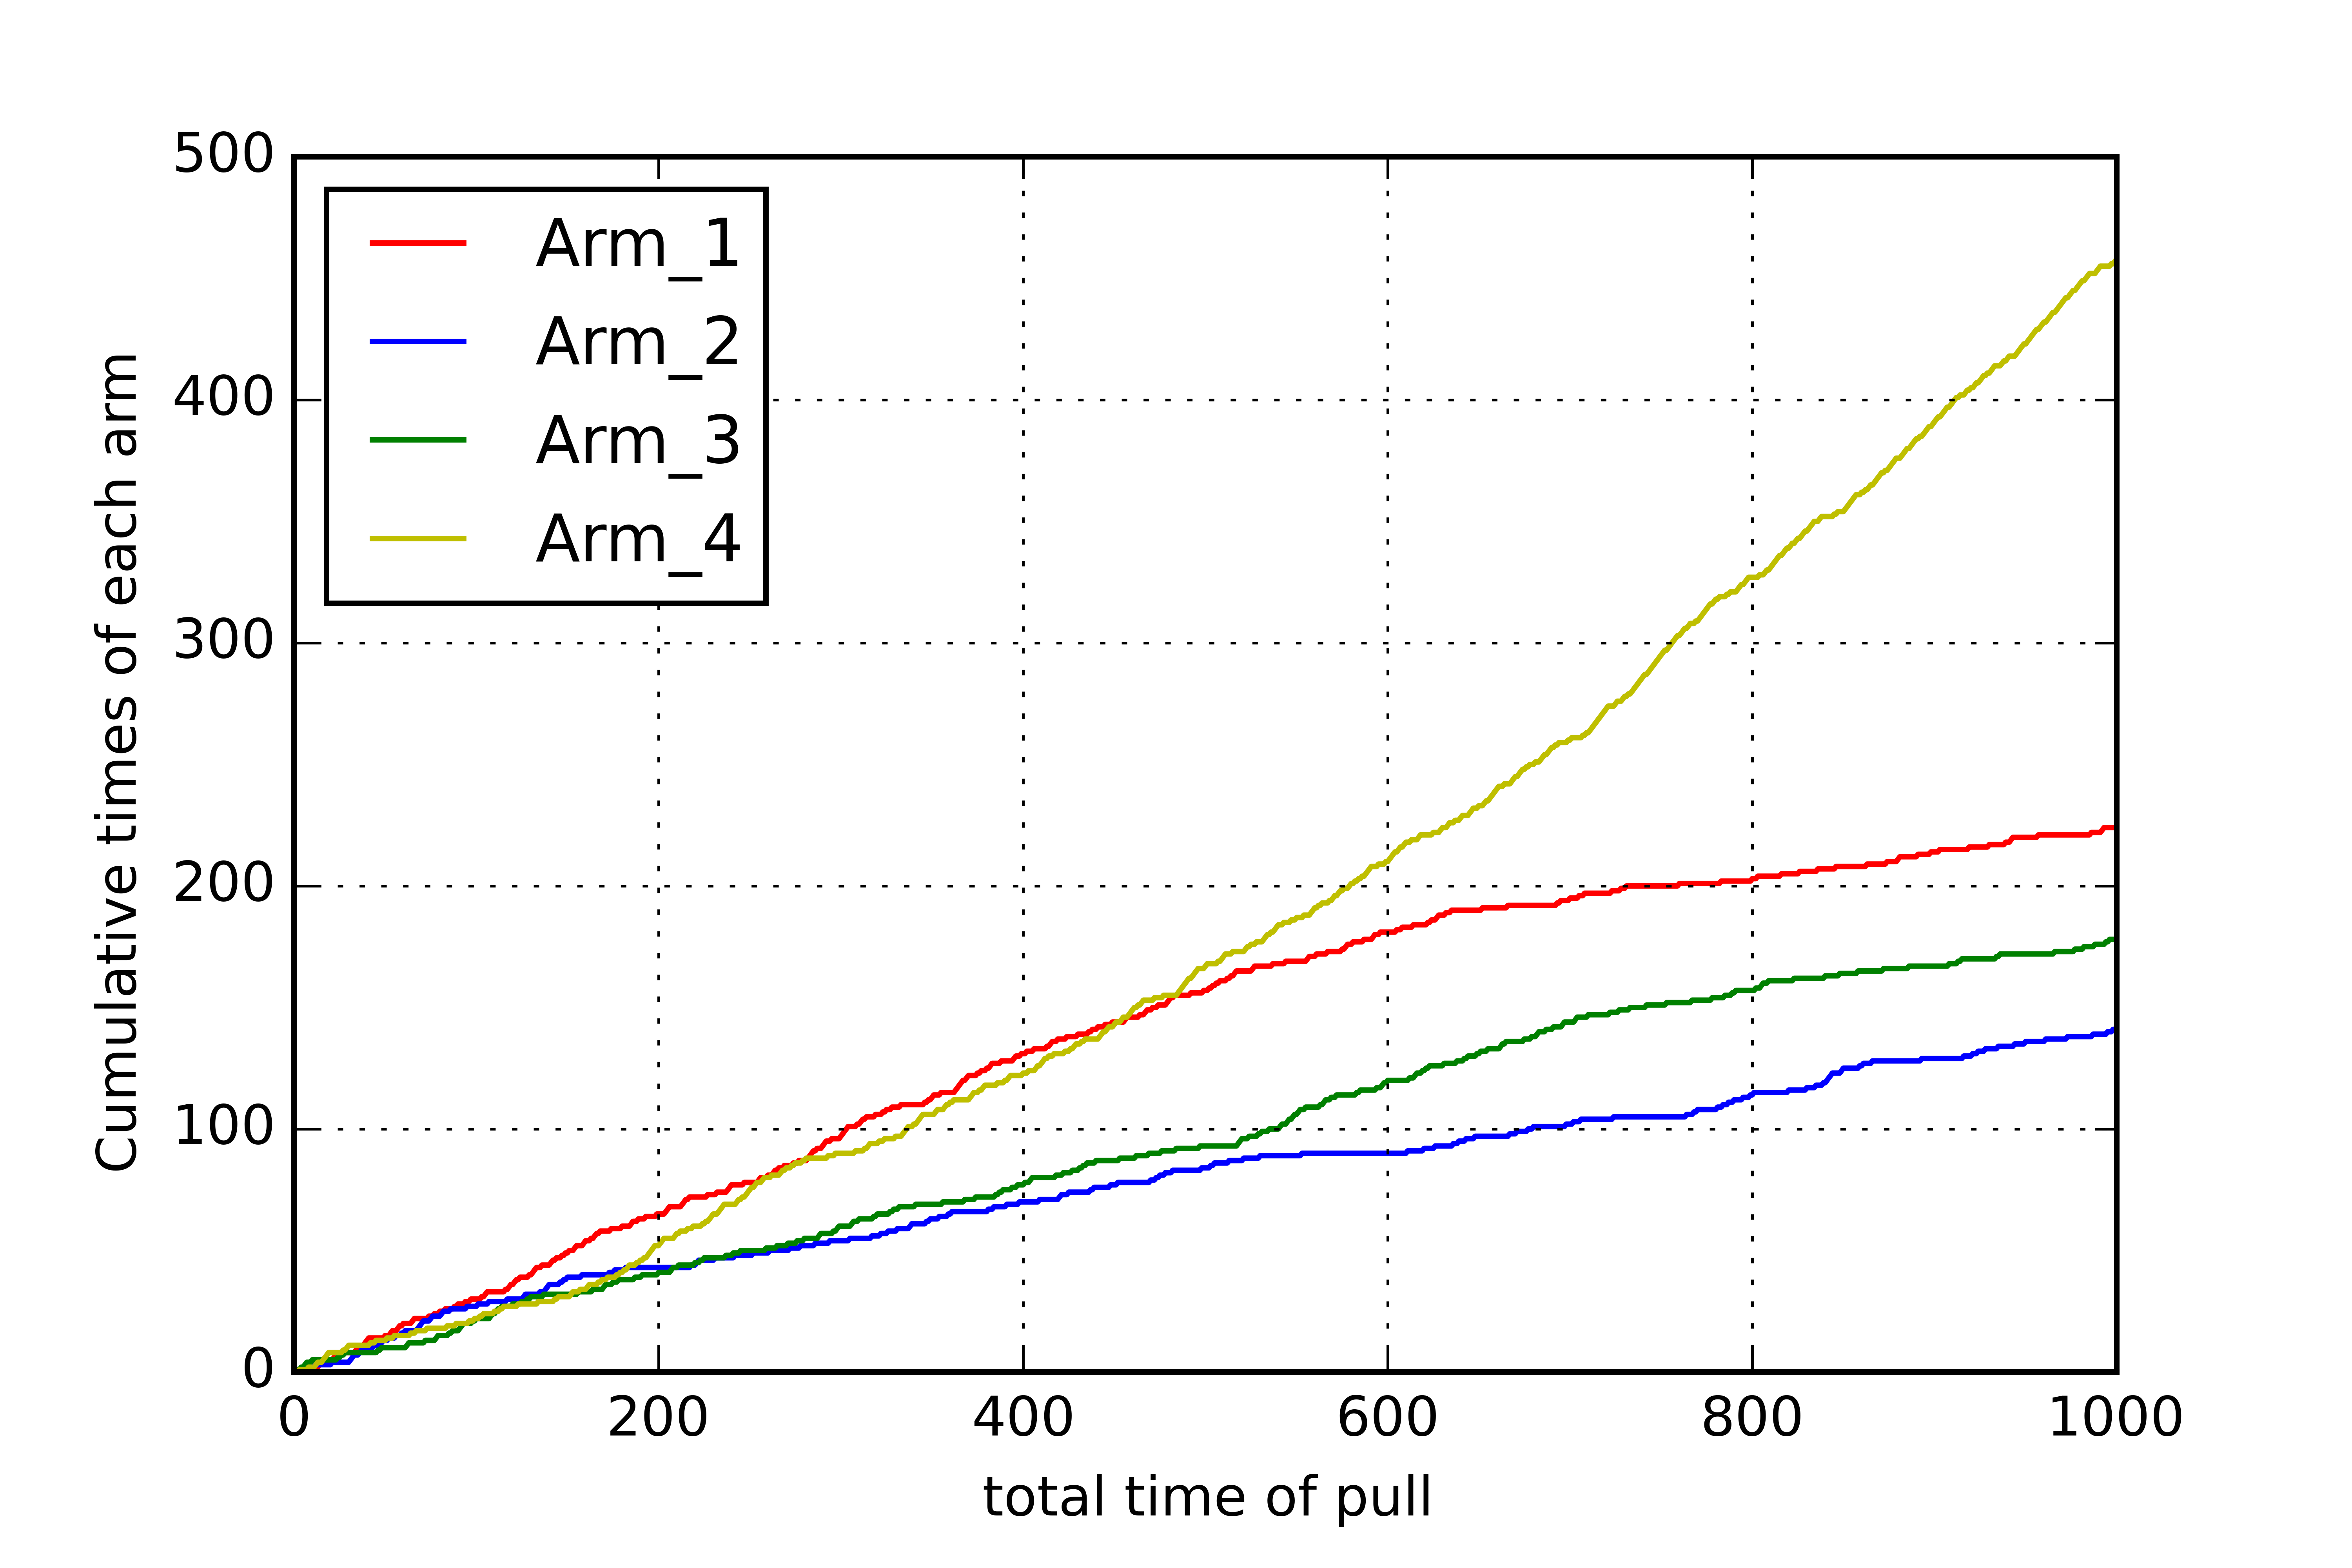 500
400
300
200
100
0
Cumulative times of each arm
Arm_1
Arm_2
Arm_3
Arm_4
0 200 400 600 800 1000
total time of pull